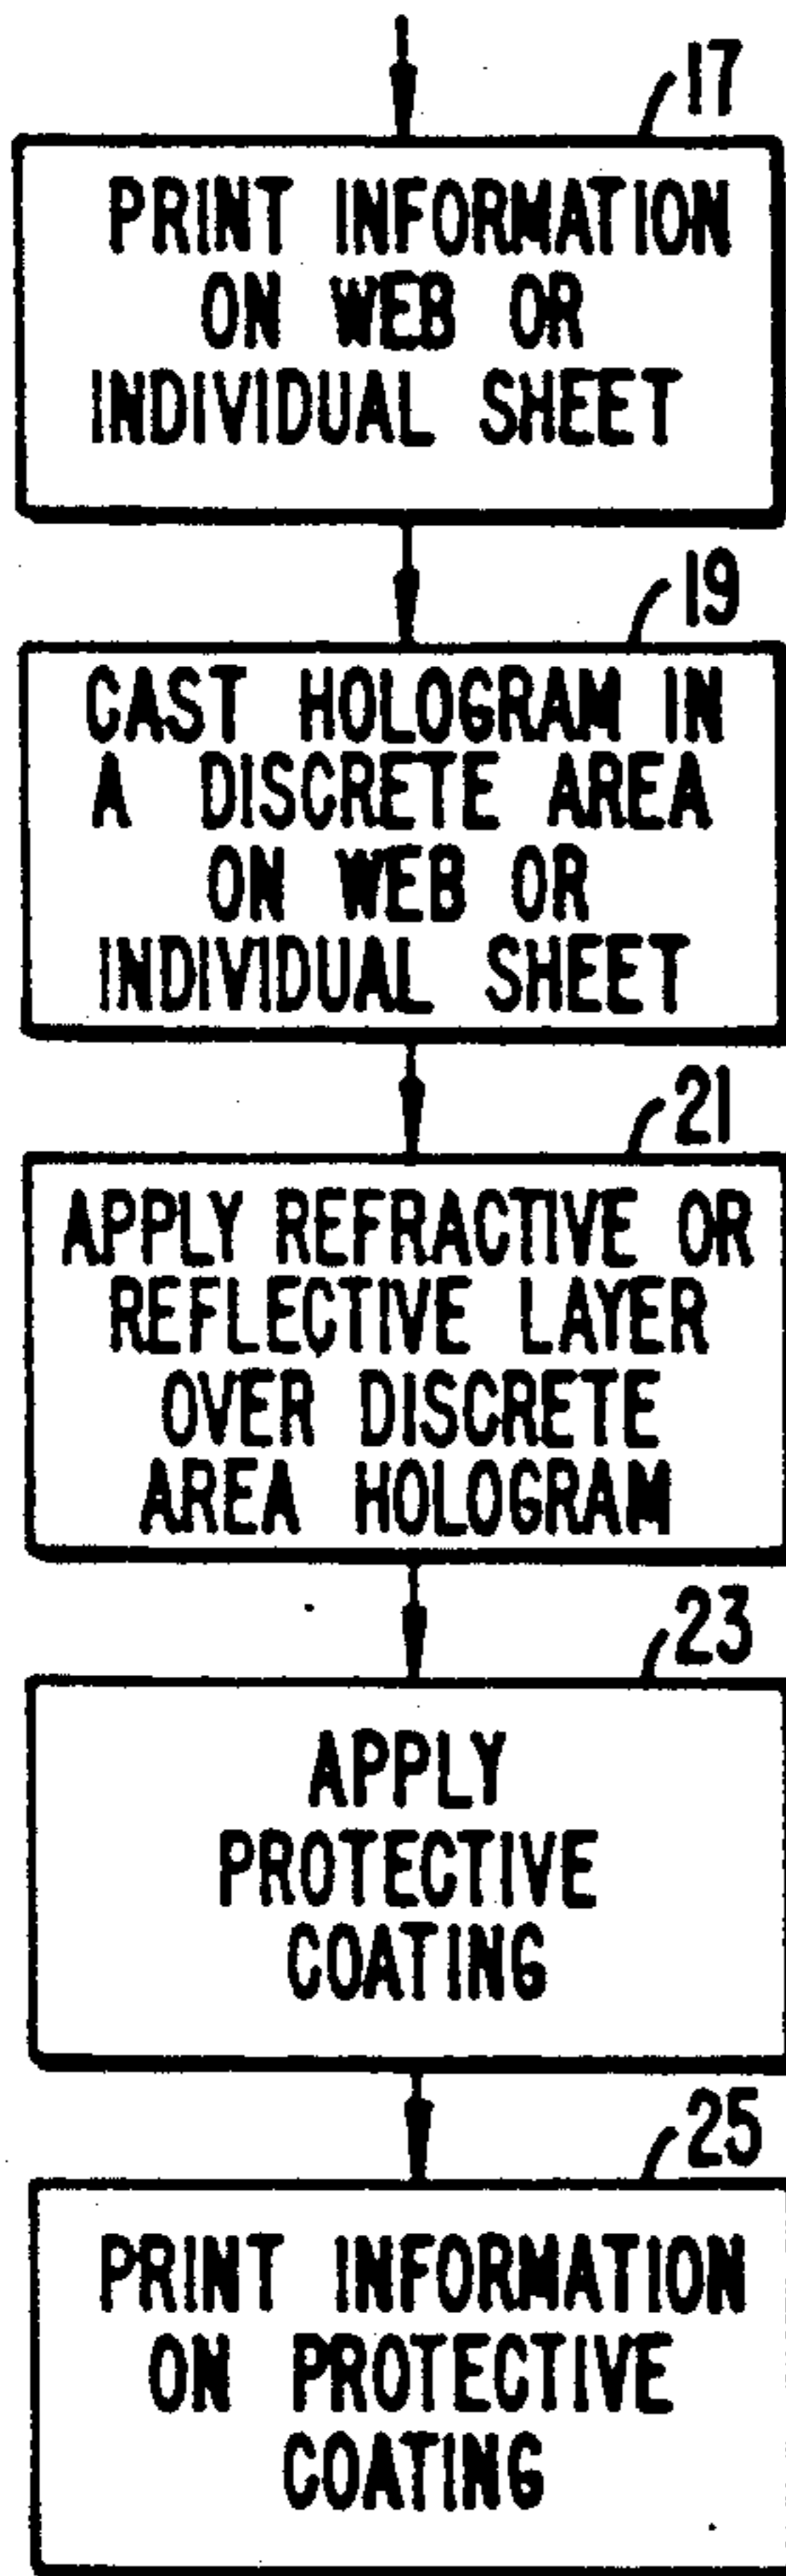 17
PRINT INFORMATION
ON WEB OR
INDIVIDUAL SHEET
19
CAST HOLOGRAM IN
A DISCRETE AREA
ON WEB OR
INDIVIDUAL SHEET
21
APPLY REFRACTIVE OR
REFLECTIVE LAYER
OVER DISCRETE
AREA HOLOGRAM
23
APPLY
PROTECTIVE
COATING
25
PRINT INFORMATION
ON PROTECTIVE
COATING